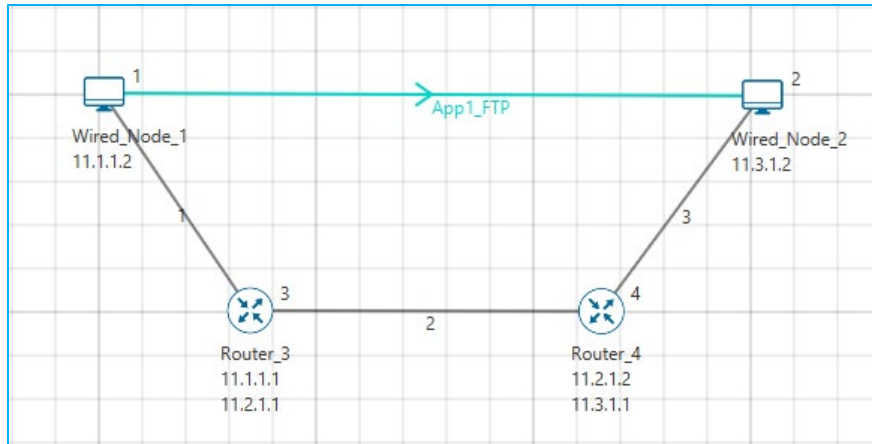 1
2
App1_FTP
Wired_Node_1
11.1.1.2
Wired_Node_2
11.3.1.2
1
3
3
4
2
Router_3
11.1.1.1
11.2.1.1
Router_4
11.2.1.2
11.3.1.1